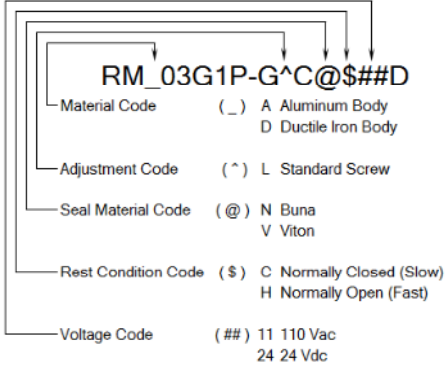 RM_03G1P-G^C@$##D
Material Code (_) A Aluminum Body
D Ductile Iron Body
Adjustment Code (^) L Standard Screw
Seal Material Code (@) N Buna
V Viton
Rest Condition Code ($) C Normally Closed (Slow)
H Normally Open (Fast)
Voltage Code (##) 11 110 Vac
24 24 Vdc